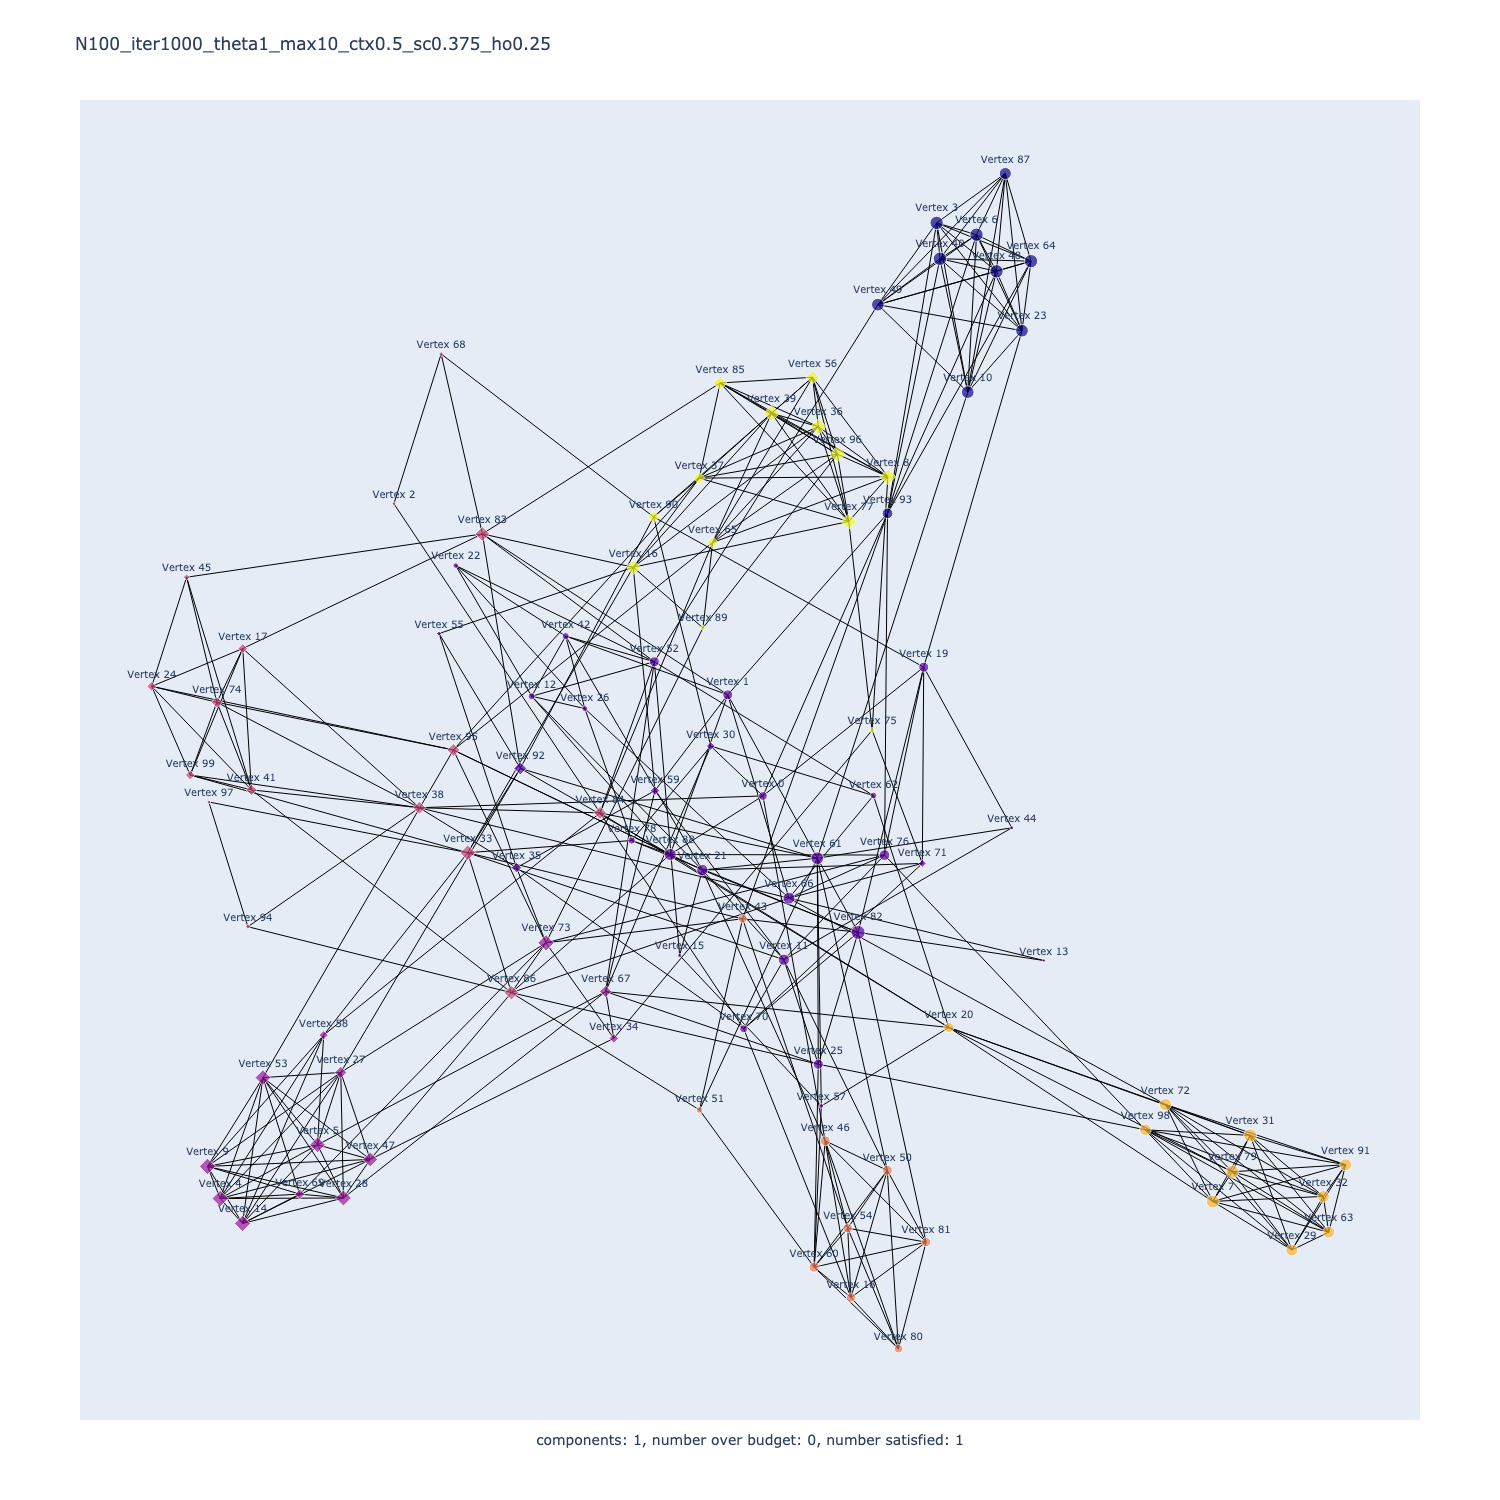 N100_iter1000_theta1_max10_ctx0.5_sc0.375_ho0.25
Vertex 87
Vertex 3
Vertex 6
Vertex 64
Vertex 49
Vertex 23
Vertex 68
Vertex 10
Vertex 85
Vertex 56
Vertex 39
Vertex 36
Vertex 96
Vertex 37
Vertex 8
Vertex 2
Vertex 93
Vertex 90
Vertex 77
Vertex 83
Vertex 65
Vertex 22
Vertex 16
Vertex 45
Vertex 89
Vertex 55
Vertex 42
Vertex 17
Vertex 52
Vertex 19
Vertex 24
Vertex 1
Vertex 74
Vertex 12
Vertex 26
Vertex 75
Vertex 95
Vertex 30
Vertex 92
Vertex 99
Vertex 41
Vertex 59
Vertex 0
Vertex 62
Vertex 97
Vertex 38
Vertex 44
Vertex 78
Vertex 33
Vertex 88
Vertex 61
Vertex 76
Vertex 35
Vertex 21
Vertex 71
Vertex 66
Vertex 94
Vertex 43
Vertex 82
Vertex 73
Vertex 15
Vertex 11
Vertex 13
Vertex 86
Vertex 67
Vertex 70
Vertex 20
Vertex 58
Vertex 34
Vertex 25
Vertex 53
Vertex 27
Vertex 51
Vertex 57
Vertex 72
Vertex 98
Vertex 31
Vertex 5
Vertex 46
Vertex 9
Vertex 47
Vertex 50
Vertex 79
Vertex 91
Vertex 4
Vertex 69
Vertex 28
Vertex 7
Vertex 32
Vertex 14
Vertex 54
Vertex 81
Vertex 63
Vertex 60
Vertex 29
Vertex 18
Vertex 80
components: 1, number over budget: 0, number satisfied: 1